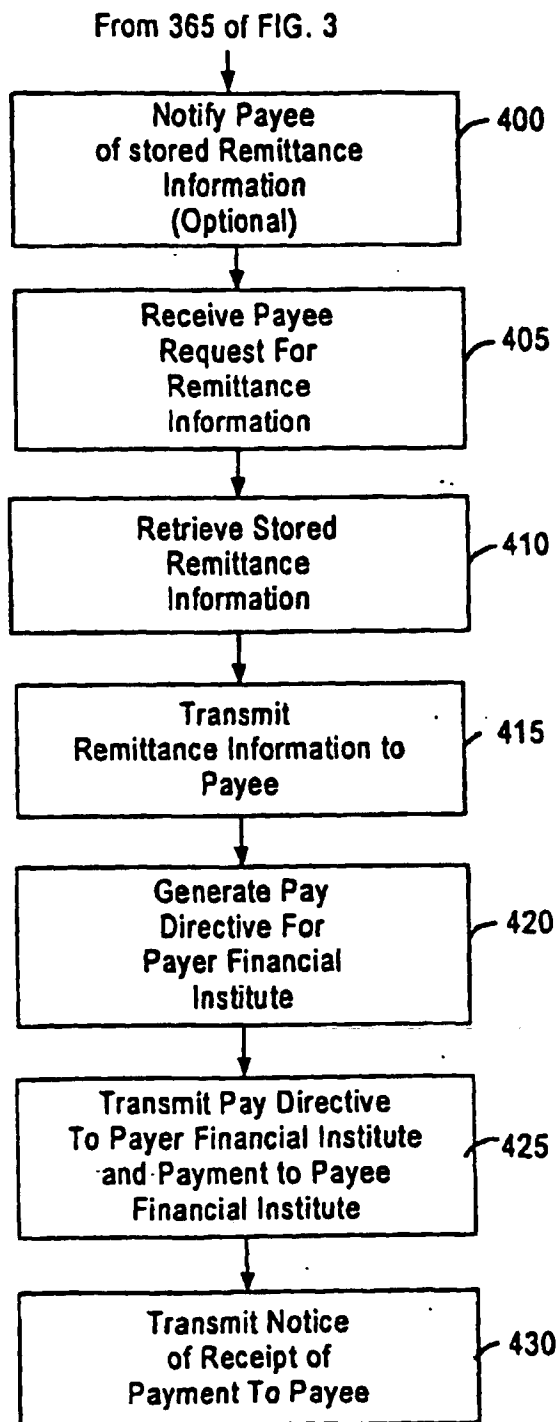 From 365 of FIG. 3
Notify Payee
of stored Remittance
Information
(Optional)
400
Receive Payee
Request For
Remittance
Information
405
Retrieve Stored
Remittance
Information
410
Transmit
Remittance Information to
Payee
415
Generate Pay
Directive For
Payer Financial
Institute
420
Transmit Pay Directive
To Payer Financial Institute
and Payment to Payee
Financial Institute
425
Transmit Notice
of Receipt of
Payment To Payee
430